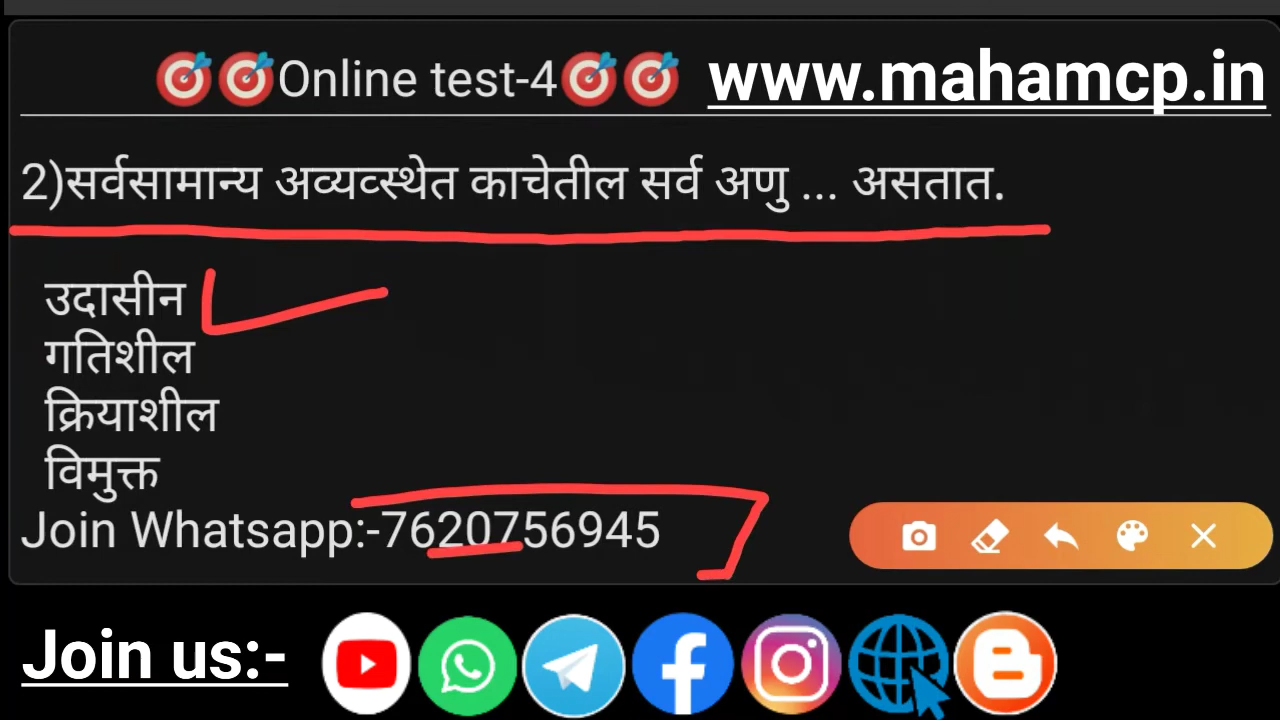 🎯🎯Online test-4🎯🎯 www.mahamcp.in
2)सर्वसामान्य अव्यव्स्थेत काचेतील सर्व अणु ... असतात.
उदासीन
गतिशील
क्रियाशील
विमुक्त
Join Whatsapp:-7620756945
Join us:-